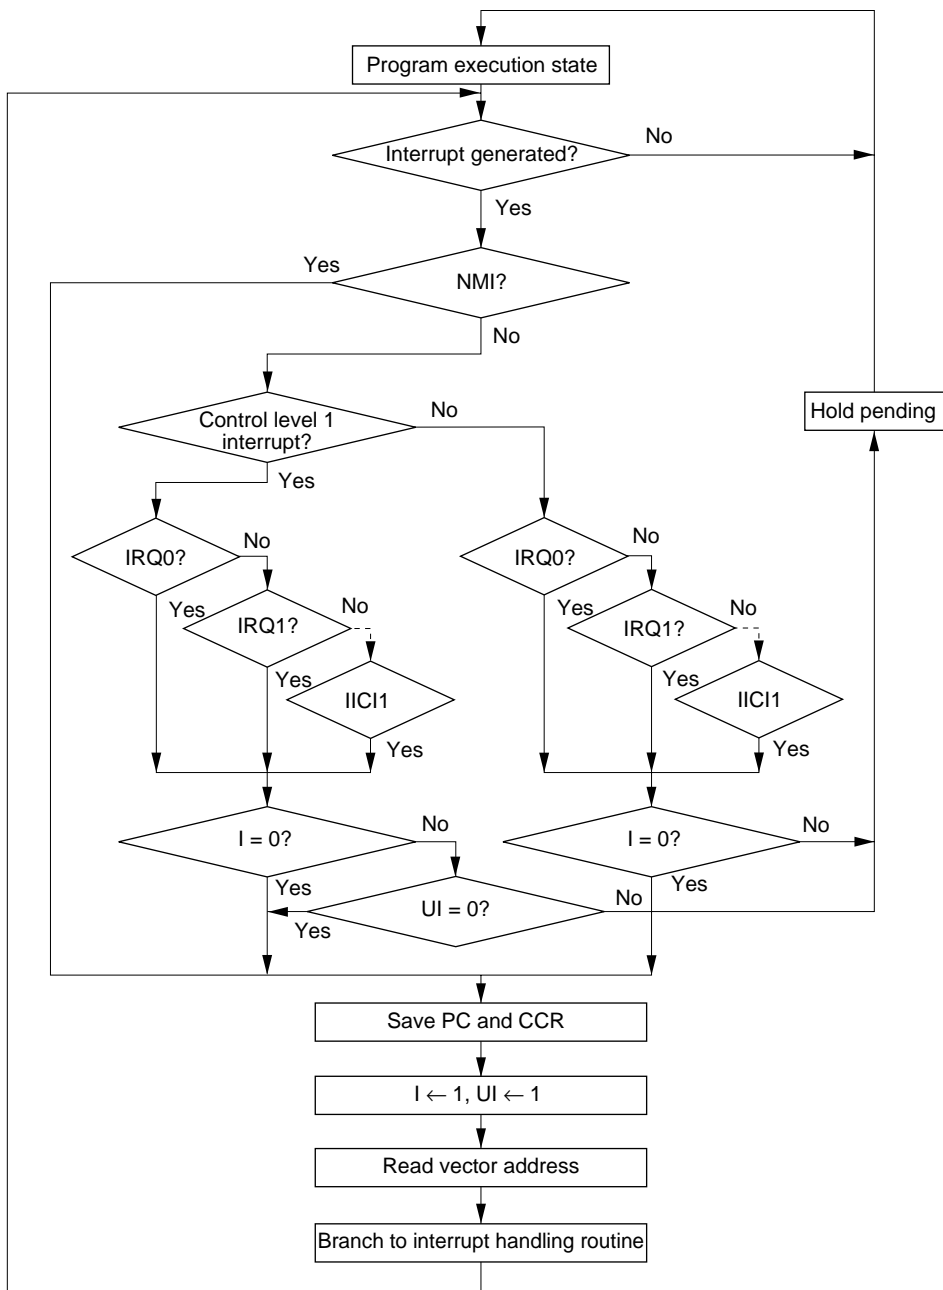 Program execution state
Interrupt generated?
No
Yes
Yes
NMI?
No
Control level 1
interrupt?
No
Hold pending
Yes
IRQ0?
No
IRQ0?
No
Yes
IRQ1?
No
Yes
IRQ1?
No
Yes
IICI1
Yes
IICI1
Yes
Yes
I = 0?
No
I = 0?
No
Yes
Yes
UI = 0?
No
Yes
Save PC and CCR
I ← 1, UI ← 1
Read vector address
Branch to interrupt handling routine